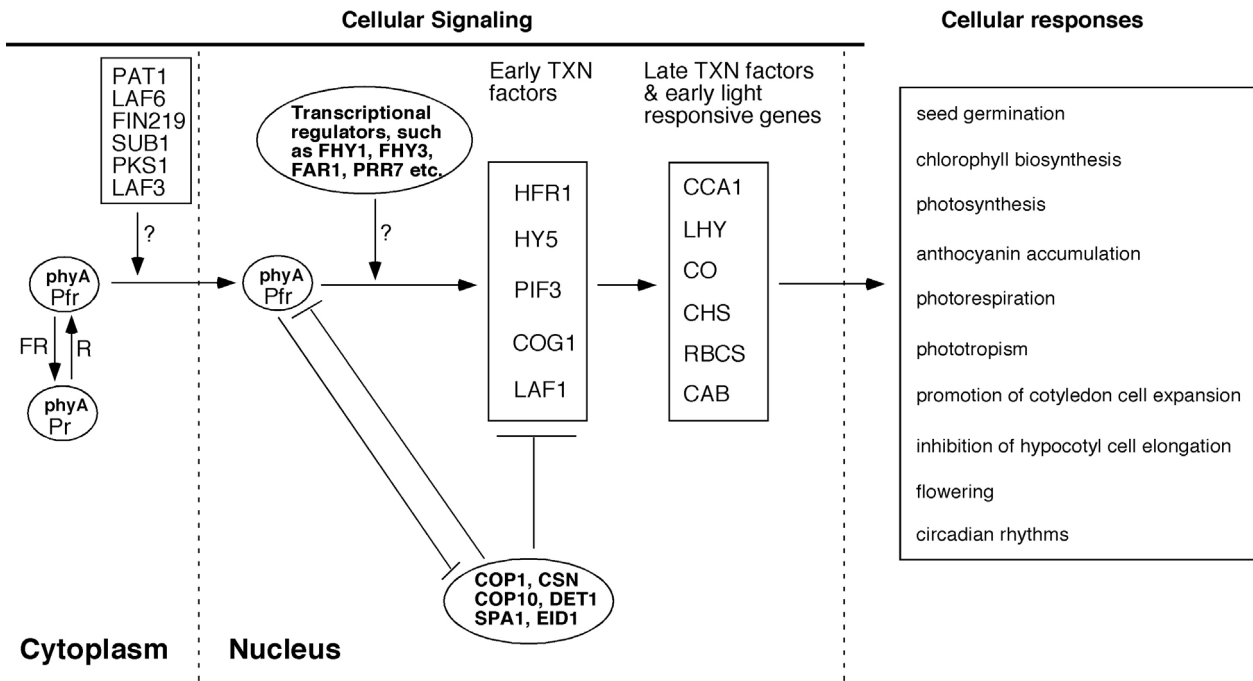 Cellular Signaling
Cellular responses
PAT1
LAF6
FIN219
SUB1
PKS1
LAF3
?
phyA
Pfr
FR
R
phyA
Pr
Transcriptional
regulators, such
as FHY1, FHY3,
FAR1, PRR7 etc.
?
phyA
Pfr
Early TXN
factors
HFR1
HY5
PIF3
COG1
LAF1
Late TXN factors
& early light
responsive genes
CCA1
LHY
CO
CHS
RBCS
CAB
COP1, CSN
COP10, DET1
SPA1, EID1
seed germination
chlorophyll biosynthesis
photosynthesis
anthocyanin accumulation
photorespiration
phototropism
promotion of cotyledon cell expansion
inhibition of hypocotyl cell elongation
flowering
circadian rhythms
Cytoplasm
Nucleus